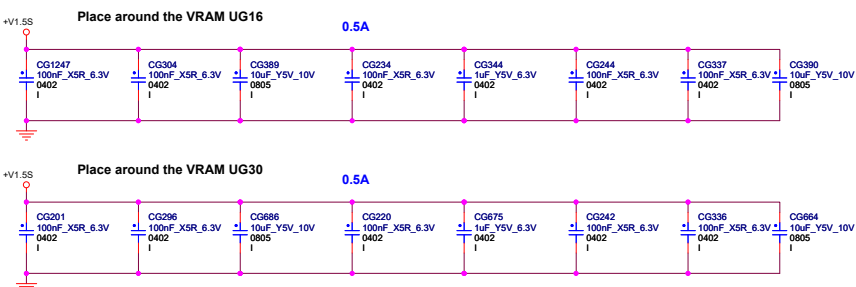 Place around the VRAM UG16
+V1.5S
0.5A
CG1247
100nF_X5R_6.3V
0402
I
CG304
100nF_X5R_6.3V
0402
I
CG389
10uF_Y5V_10V
0805
I
CG234
100nF_X5R_6.3V
0402
I
CG344
1uF_Y5V_6.3V
0402
I
CG244
100nF_X5R_6.3V
0402
I
CG337
100nF_X5R_6.3V
0402
I
CG390
10uF_Y5V_10V
0805
I
Place around the VRAM UG30
+V1.5S
0.5A
CG201
100nF_X5R_6.3V
0402
I
CG296
100nF_X5R_6.3V
0402
I
CG686
10uF_Y5V_10V
0805
I
CG220
100nF_X5R_6.3V
0402
I
CG675
1uF_Y5V_6.3V
0402
I
CG242
100nF_X5R_6.3V
0402
I
CG336
100nF_X5R_6.3V
0402
I
CG664
10uF_Y5V_10V
0805
I